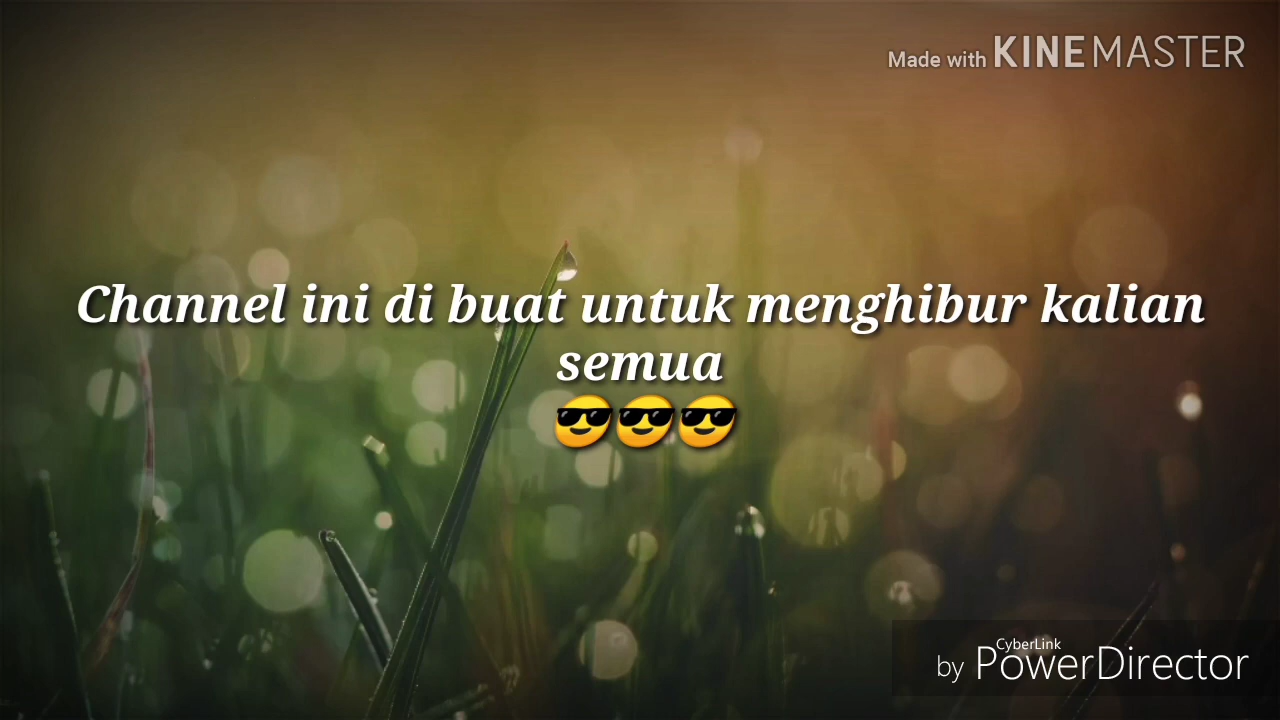 Made with KINEMASTER
Channel ini di buat untuk menghibur kalian
semua
😎😎😎
CyberLink
by PowerDirector